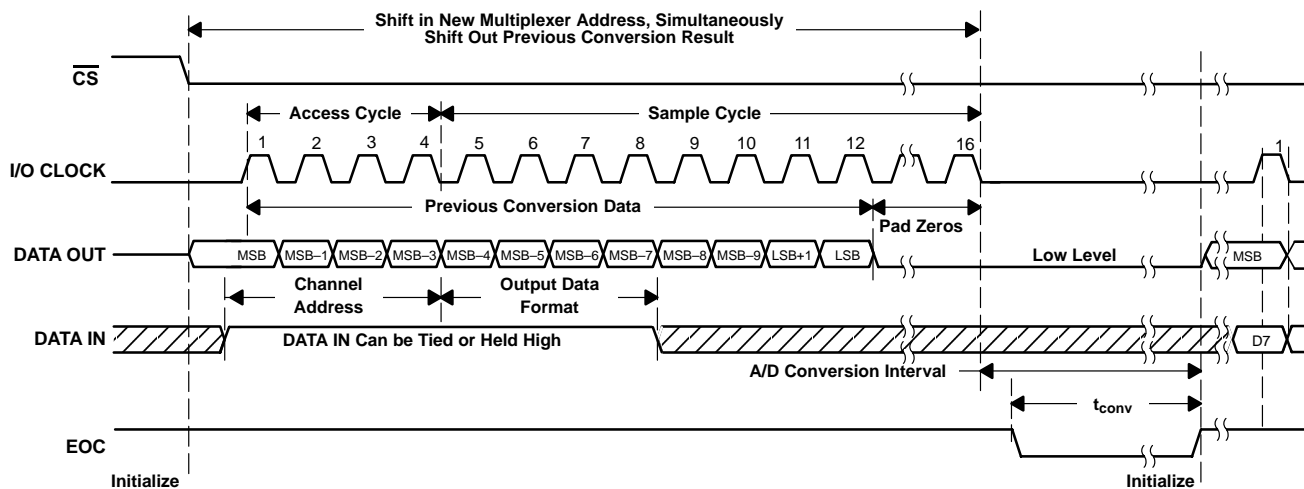 Shift in New Multiplexer Address, Simultaneously
Shift Out Previous Conversion Result
CS
Access Cycle
Sample Cycle
1 2 3 4 5 6 7 8 9 10 11 12 16 1
I/O CLOCK
Previous Conversion Data
Pad Zeros
DATA OUT
MSB MSB–1 MSB–2 MSB–3 MSB–4 MSB–5 MSB–6 MSB–7 MSB–8 MSB–9 LSB+1 LSB
Low Level
MSB
Channel
Address
Output Data
Format
DATA IN
DATA IN Can be Tied or Held High
D7
A/D Conversion Interval
tconv
EOC
Initialize
Initialize